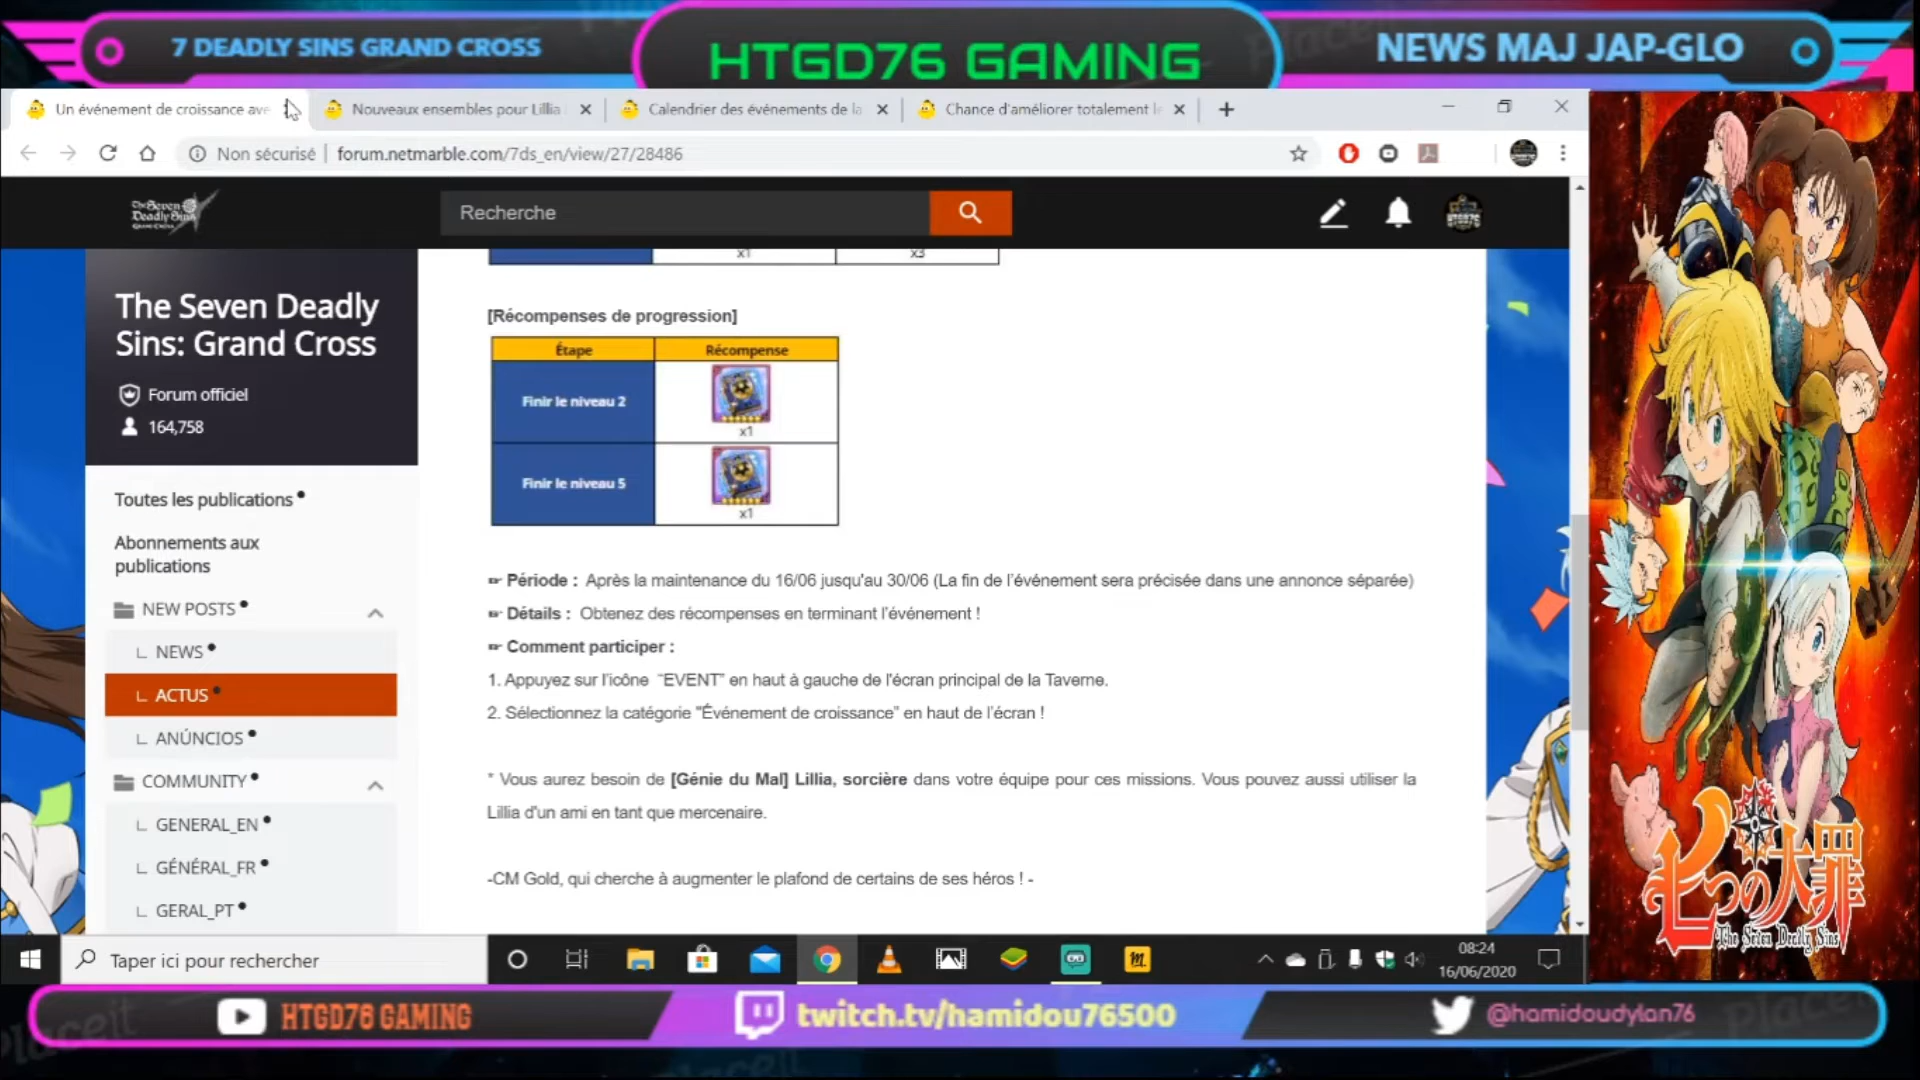 7 DEADLY SINS GRAND CROSS
HTGD76 GAMING
NEWS MAJ JAP-GLO
Un événement de croissance ave
Nouveaux ensembles pour Lillia
Calendrier des événements de la
Chance d'améliorer totalement le
Non sécurisé
forum.netmarble.com/7ds_en/view/27/28486
The Seven
Deadly Sins
GRAND CROSS
Recherche
HTGD76
x1
x3
The Seven Deadly
Sins: Grand Cross
Forum officiel
164,758
Toutes les publications
Abonnements aux
publications
NEW POSTS
NEWS
ACTUS
ANÚNCIOS
COMMUNITY
GENERAL_EN
GÉNÉRAL_FR
GERAL_PT
[Récompenses de progression]
Étape
Récompense
Finir le niveau 2
x1
Finir le niveau 5
x1
☞ Période : Après la maintenance du 16/06 jusqu'au 30/06 (La fin de l'événement sera précisée dans une annonce séparée)
☞ Détails : Obtenez des récompenses en terminant l'événement !
☞ Comment participer :
1. Appuyez sur l'icône “EVENT” en haut à gauche de l'écran principal de la Taverne.
2. Sélectionnez la catégorie "Événement de croissance" en haut de l'écran !
* Vous aurez besoin de [Génie du Mal] Lillia, sorcière dans votre équipe pour ces missions. Vous pouvez aussi utiliser la
Lillia d'un ami en tant que mercenaire.
-CM Gold, qui cherche à augmenter le plafond de certains de ses héros ! -
七つの大罪
The Seven Deadly Sins
Taper ici pour rechercher
08:24
16/06/2020
HTGD76 GAMING
twitch.tv/hamidou76500
@hamidoudylan76
Placeit
Placeit